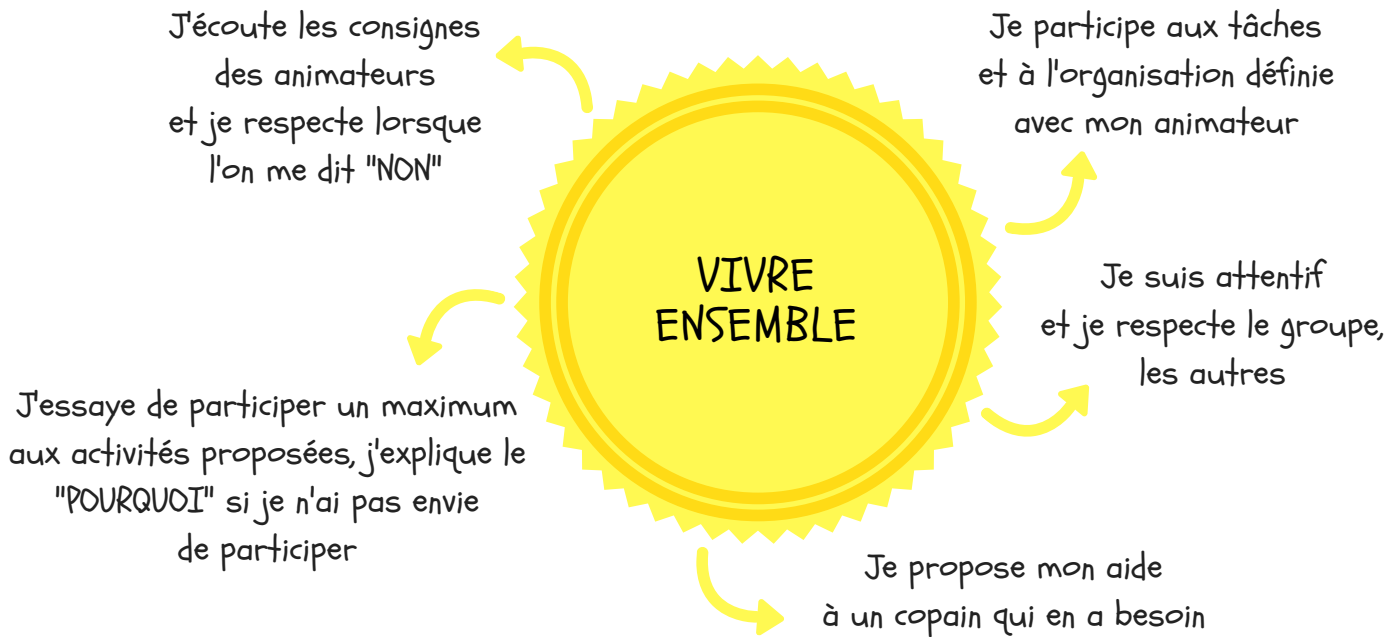 J'écoute les consignes
des animateurs
et je respecte lorsque
l'on me dit "NON"
Je participe aux tâches
et à l'organisation définie
avec mon animateur
VIVRE
ENSEMBLE
Je suis attentif
et je respecte le groupe,
les autres
J'essaye de participer un maximum
aux activités proposées, j'explique le
"POURQUOI" si je n'ai pas envie
de participer
Je propose mon aide
à un copain qui en a besoin